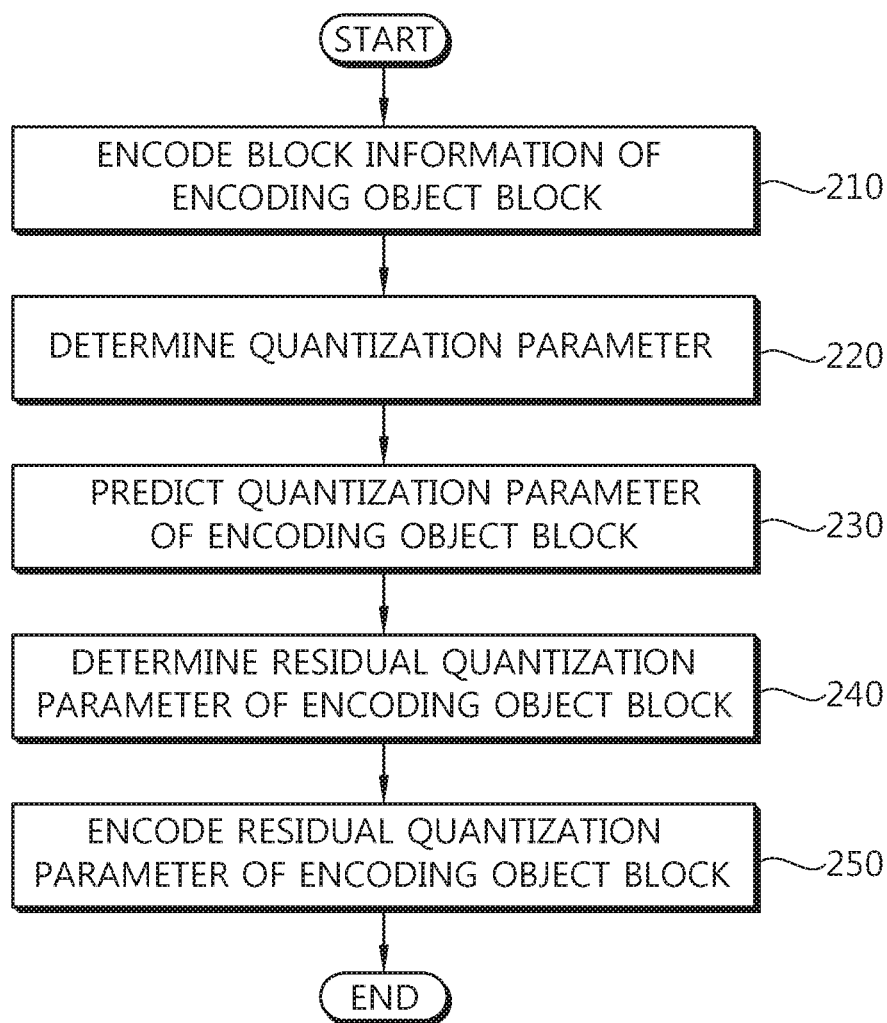 START
ENCODE BLOCK INFORMATION OF
ENCODING OBJECT BLOCK
210
DETERMINE QUANTIZATION PARAMETER
220
PREDICT QUANTIZATION PARAMETER
OF ENCODING OBJECT BLOCK
230
DETERMINE RESIDUAL QUANTIZATION
PARAMETER OF ENCODING OBJECT BLOCK
240
ENCODE RESIDUAL QUANTIZATION
PARAMETER OF ENCODING OBJECT BLOCK
250
END